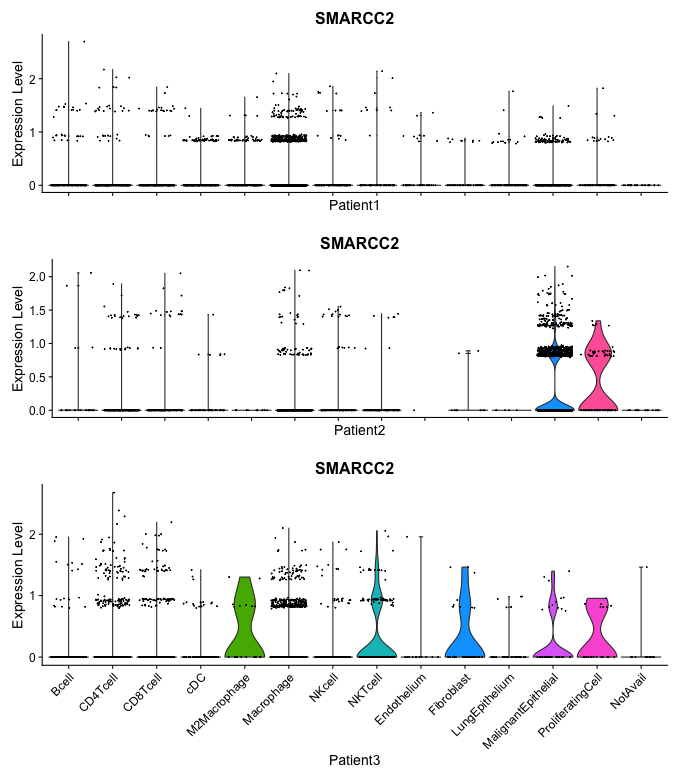 SMARCC2
Expression Level
2
1
0
Patient1
SMARCC2
Expression Level
2.0
1.5
1.0
0.5
0.0
Patient2
SMARCC2
Expression Level
2
1
0
Bcell
CD4Tcell
CD8Tcell
cDC
M2Macrophage
Macrophage
NKcell
NKTcell
Endothelium
Fibroblast
LungEpithelium
MalignantEpithelial
ProliferatingCell
NotAvail
Patient3